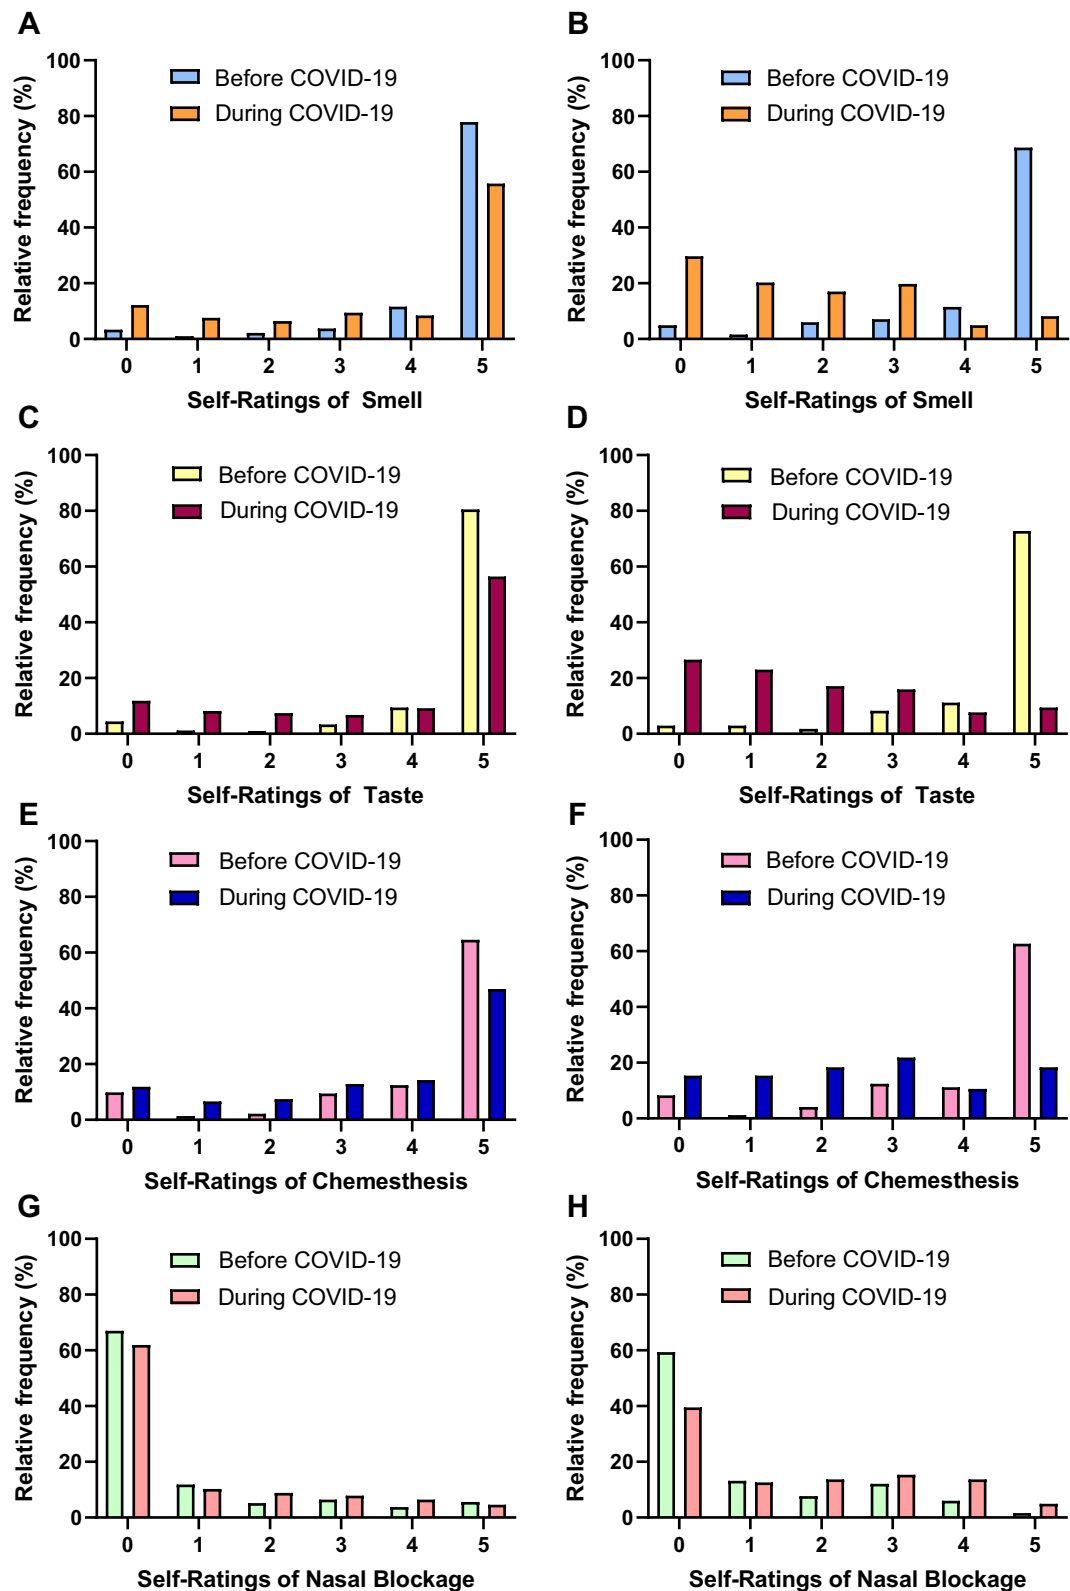 A
Relative frequency (%)
100
80
60
40
20
0
Before COVID-19
During COVID-19
0 1 2 3 4 5
Self-Ratings of Smell
B
Relative frequency (%)
100
80
60
40
20
0
Before COVID-19
During COVID-19
0 1 2 3 4 5
Self-Ratings of Smell
C
Relative frequency (%)
100
80
60
40
20
0
Before COVID-19
During COVID-19
0 1 2 3 4 5
Self-Ratings of Taste
D
Relative frequency (%)
100
80
60
40
20
0
Before COVID-19
During COVID-19
0 1 2 3 4 5
Self-Ratings of Taste
E
Relative frequency (%)
100
80
60
40
20
0
Before COVID-19
During COVID-19
0 1 2 3 4 5
Self-Ratings of Chemesthesis
F
Relative frequency (%)
100
80
60
40
20
0
Before COVID-19
During COVID-19
0 1 2 3 4 5
Self-Ratings of Chemesthesis
G
Relative frequency (%)
100
80
60
40
20
0
Before COVID-19
During COVID-19
0 1 2 3 4 5
Self-Ratings of Nasal Blockage
H
Relative frequency (%)
100
80
60
40
20
0
Before COVID-19
During COVID-19
0 1 2 3 4 5
Self-Ratings of Nasal Blockage